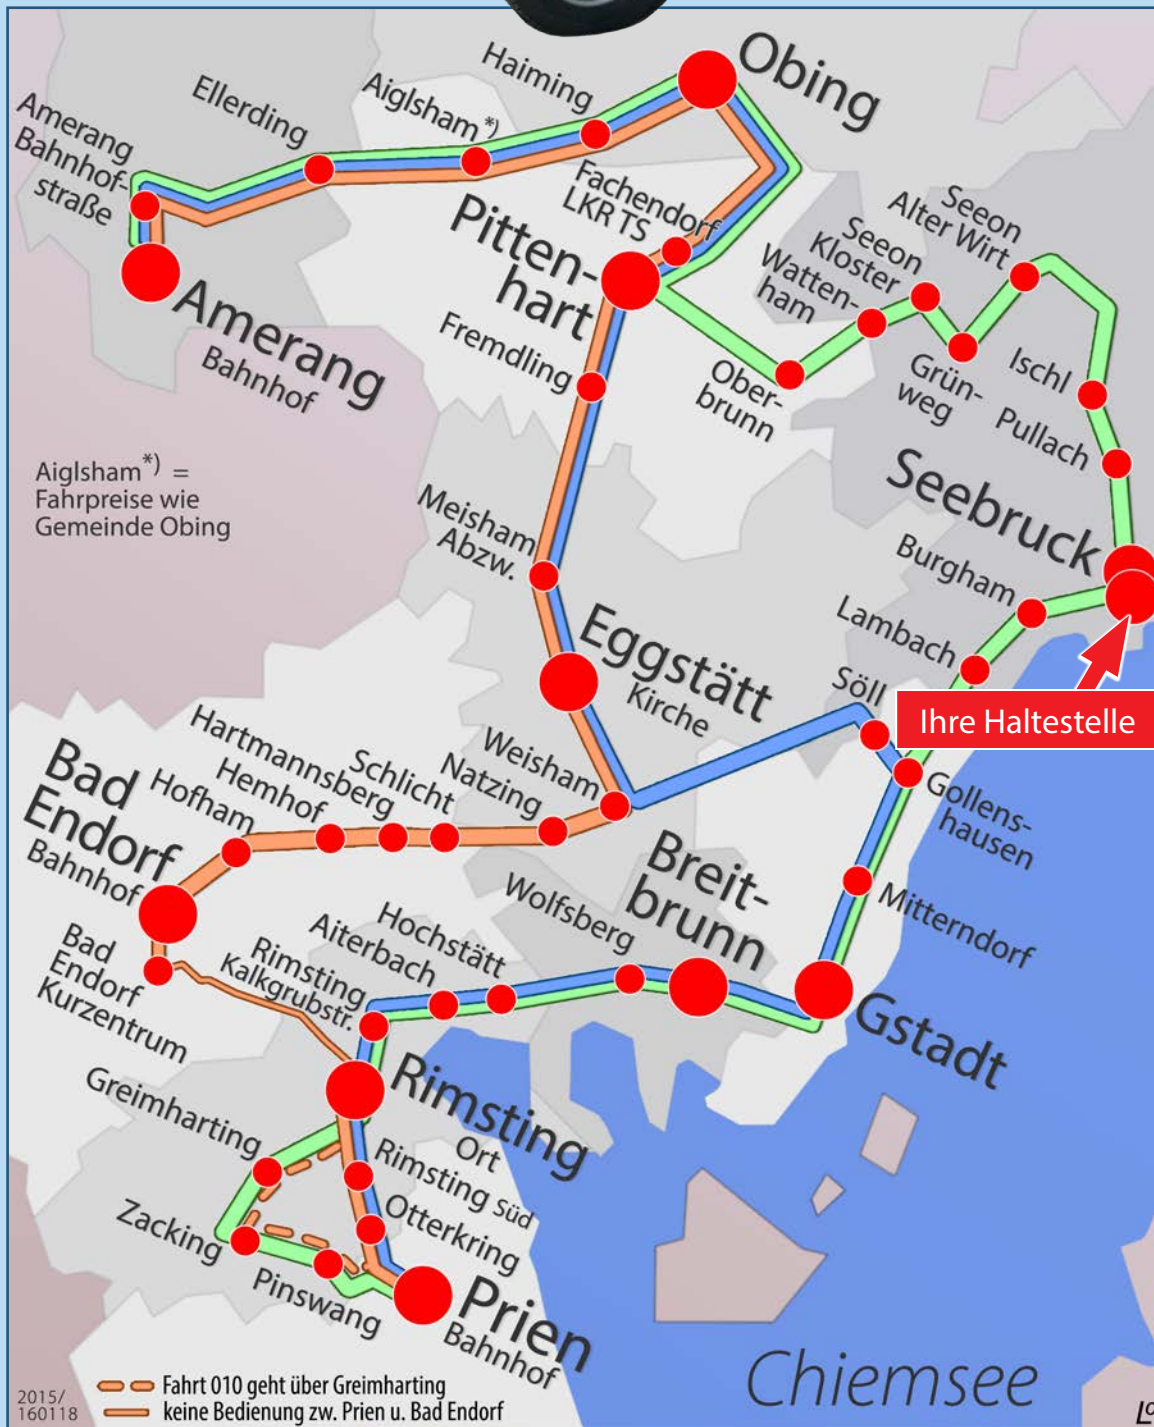 Obing
Haiming
Aiglsham *)
Ellerding
Amerang
Bahnhof-
straße
Amerang
Bahnhof
Fachendorf
LKR TS
Pitten-
hart
Fremdling
Seeon
Alter Wirt
Seeon
Kloster
Watten-
ham
Ober-
brunn
Grün-
weg
Ischl
Pullach
Seebruck
Aiglsham*) =
Fahrpreise wie
Gemeinde Obing
Meisham
Abzw.
Burgham
Lambach
Söll
Ihre Haltestelle
Eggstätt
Kirche
Weisham
Natzing
Schlicht
Hartmannsberg
Hemhof
Hofham
Bad
Endorf
Bahnhof
Gollens-
hausen
Mitterndorf
Breit-
brunn
Wolfsberg
Hochstätt
Aiterbach
Rimsting
Kalkgrubstr.
Bad
Endorf
Kurzentrum
Gstadt
Rimsting
Ort
Greimharting
Rimsting Süd
Otterkring
Zacking
Pinswang
Prien
Bahnhof
Chiemsee
2015/
160118
Fahrt 010 geht über Greimharting
keine Bedienung zw. Prien u. Bad Endorf